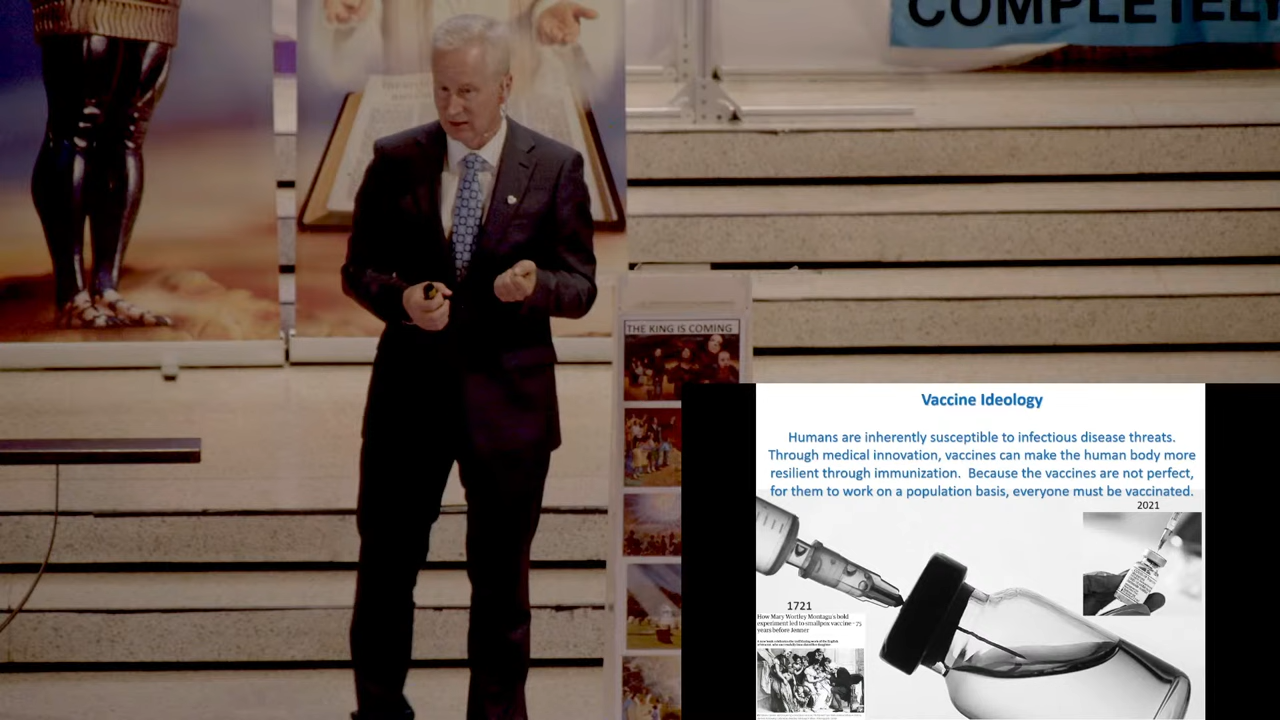 COMPLETELY
THE KING IS COMING
Vaccine Ideology
Humans are inherently susceptible to infectious disease threats.
Through medical innovation, vaccines can make the human body more
resilient through immunization.  Because the vaccines are not perfect,
for them to work on a population basis, everyone must be vaccinated.
2021
1721
How Mary Wortley Montagu's bold
experiment led to smallpox vaccine – 75
years before Jenner